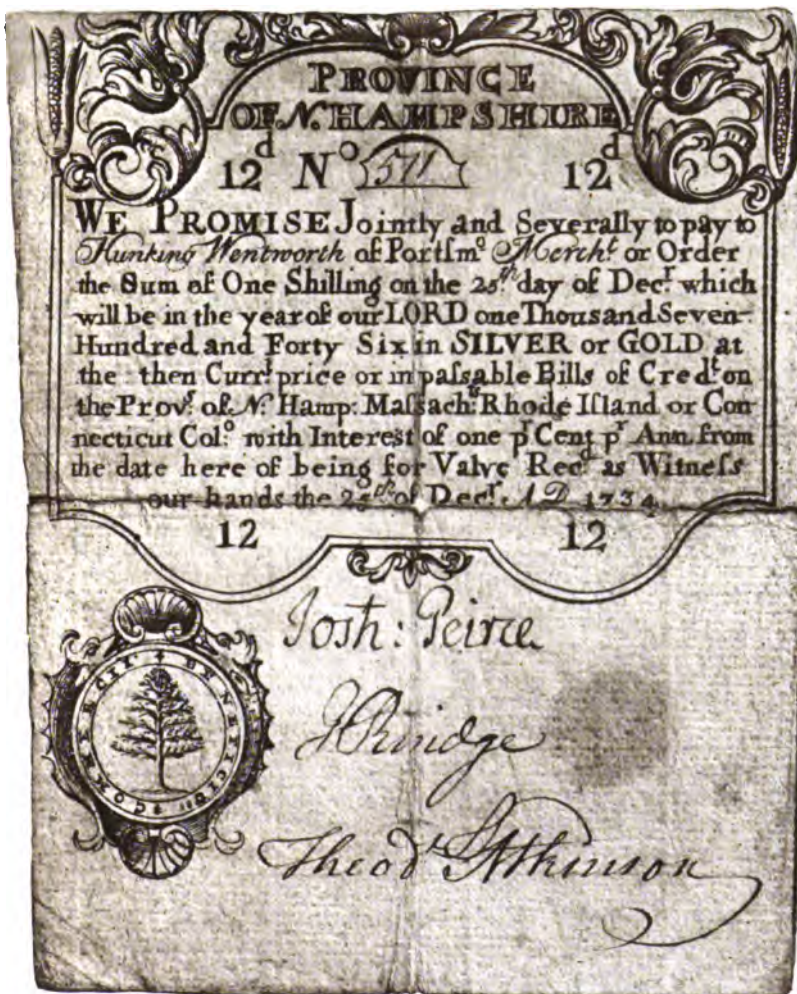 PROVINCE
OF N. HAMPSHIRE
12d No 511 12d
WE PROMISE Jointly and Severally to pay to
Hunking Wentworth of Portſmo. Mercht. or Order
the Sum of One Shilling on the 25th. day of Decr. which
will be in the year of our LORD one Thousand Seven-
Hundred and Forty Six in SILVER or GOLD at
the then Currt. price or in paſsable Bills of Credt. on
the Prove. of N. Hamp: Maſsachts. Rhode Iſland or Con
necticut Colo. with Interest of one pr. Cent pr. Ann. from
the date here of being for Valve Recd. as Witneſs
our hands the 25th. of Decr. AD 1734
12 12
Josh: Peirce
J Rindge
Theodr. Atkinson